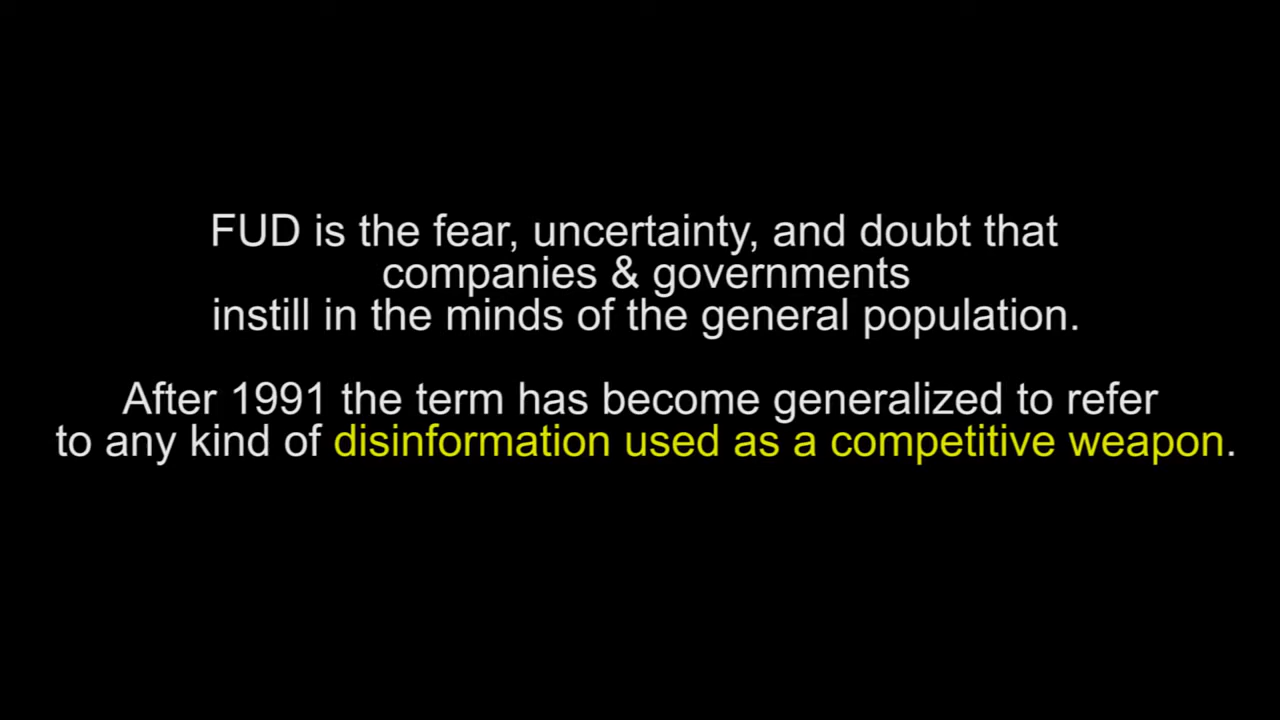 FUD is the fear, uncertainty, and doubt that
companies & governments
instill in the minds of the general population.
After 1991 the term has become generalized to refer
to any kind of disinformation used as a competitive weapon.